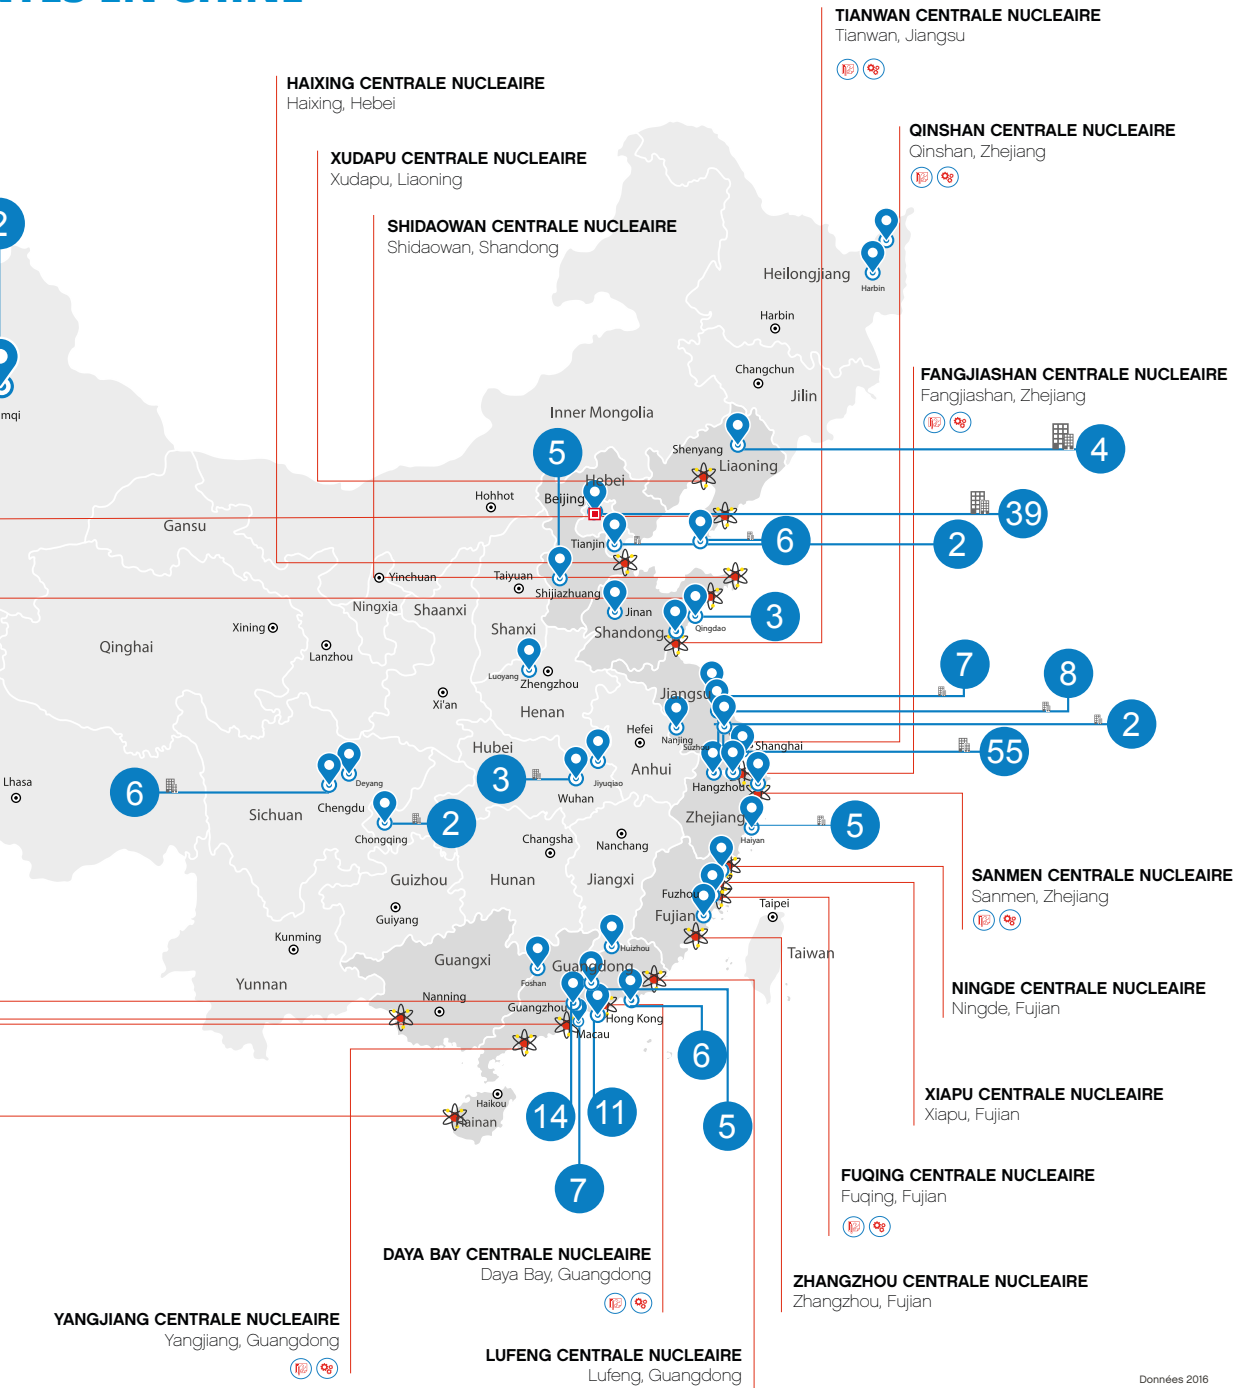 EN CHINE
TIANWAN CENTRALE NUCLEAIRE
Tianwan, Jiangsu
HAIXING CENTRALE NUCLEAIRE
Haixing, Hebei
QINSHAN CENTRALE NUCLEAIRE
Qinshan, Zhejiang
XUDAPU CENTRALE NUCLEAIRE
Xudapu, Liaoning
SHIDAOWAN CENTRALE NUCLEAIRE
Shidaowan, Shandong
2
Heilongjiang
Harbin
Harbin
FANGJIASHAN CENTRALE NUCLEAIRE
Fangjiashan, Zhejiang
Changchun
Jilin
mqi
Inner Mongolia
Shenyang
4
5
Liaoning
Hebei
Beijing
Hohhot
39
Gansu
Tianjin
6
2
Yinchuan
Taiyuan
Shijiazhuang
Ningxia
Shaanxi
Jinan
3
Xining
Shanxi
Shandong
Qingdao
Qinghai
Lanzhou
7
8
Luoyang
Zhengzhou
Jiangsu
Xi'an
Henan
2
Hefei
Nanjing
Suzhou
Shanghai
55
Hubei
Anhui
Lhasa
3
Jiyuqiao
Deyang
Hangzhou
6
Chengdu
Wuhan
Sichuan
Zhejiang
2
5
Chongqing
Changsha
Nanchang
Haiyan
Guizhou
Hunan
Jiangxi
SANMEN CENTRALE NUCLEAIRE
Sanmen, Zhejiang
Fuzhou
Taipei
Guiyang
Fujian
Kunming
Huizhou
Taiwan
Guangxi
Guangdong
Foshan
Yunnan
NINGDE CENTRALE NUCLEAIRE
Ningde, Fujian
Nanning
Guangzhou
Hong Kong
Macau
6
XIAPU CENTRALE NUCLEAIRE
Xiapu, Fujian
Haikou
Hainan
14
11
5
7
FUQING CENTRALE NUCLEAIRE
Fuqing, Fujian
DAYA BAY CENTRALE NUCLEAIRE
Daya Bay, Guangdong
ZHANGZHOU CENTRALE NUCLEAIRE
Zhangzhou, Fujian
YANGJIANG CENTRALE NUCLEAIRE
Yangjiang, Guangdong
LUFENG CENTRALE NUCLEAIRE
Lufeng, Guangdong
Données 2016